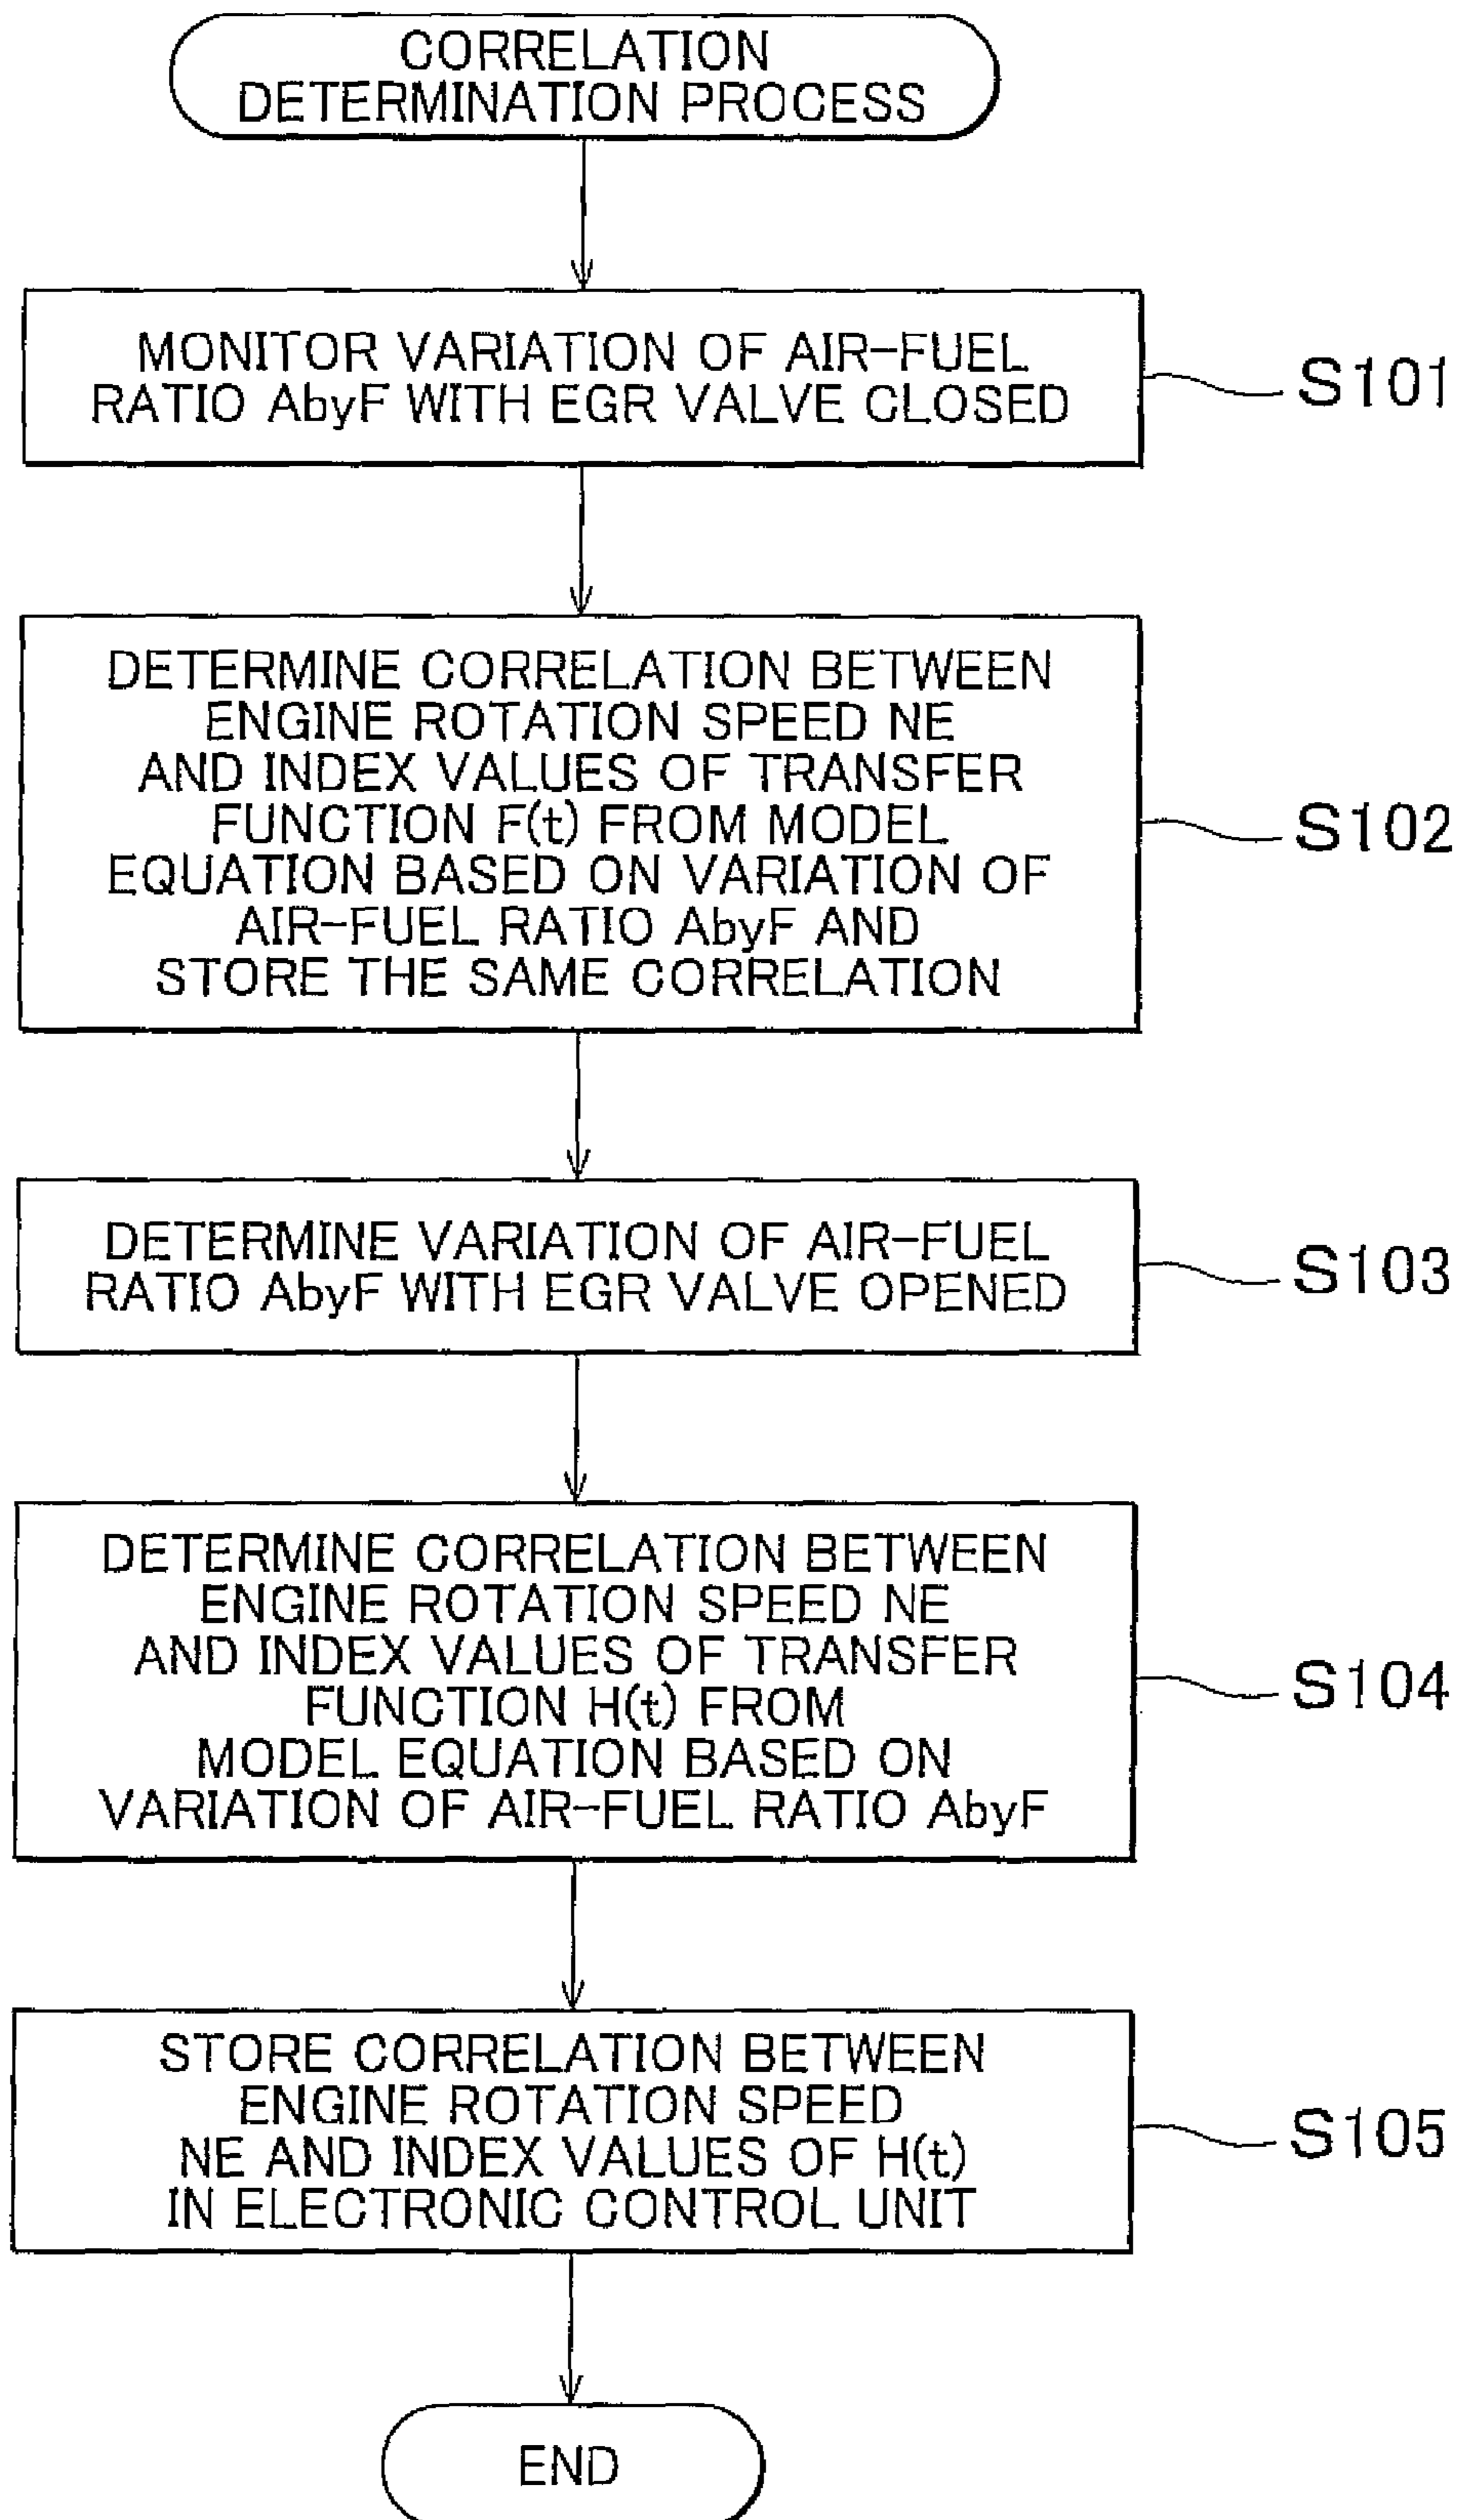 CORRELATION
DETERMINATION PROCESS
MONITOR VARIATION OF AIR-FUEL
RATIO AbyF WITH EGR VALVE CLOSED
S101
DETERMINE CORRELATION BETWEEN
ENGINE ROTATION SPEED NE
AND INDEX VALUES OF TRANSFER
FUNCTION F(t) FROM MODEL
EQUATION BASED ON VARIATION OF
AIR-FUEL RATIO AbyF AND
STORE THE SAME CORRELATION
S102
DETERMINE VARIATION OF AIR-FUEL
RATIO AbyF WITH EGR VALVE OPENED
S103
DETERMINE CORRELATION BETWEEN
ENGINE ROTATION SPEED NE
AND INDEX VALUES OF TRANSFER
FUNCTION H(t) FROM
MODEL EQUATION BASED ON
VARIATION OF AIR-FUEL RATIO AbyF
S104
STORE CORRELATION BETWEEN
ENGINE ROTATION SPEED
NE AND INDEX VALUES OF H(t)
IN ELECTRONIC CONTROL UNIT
S105
END